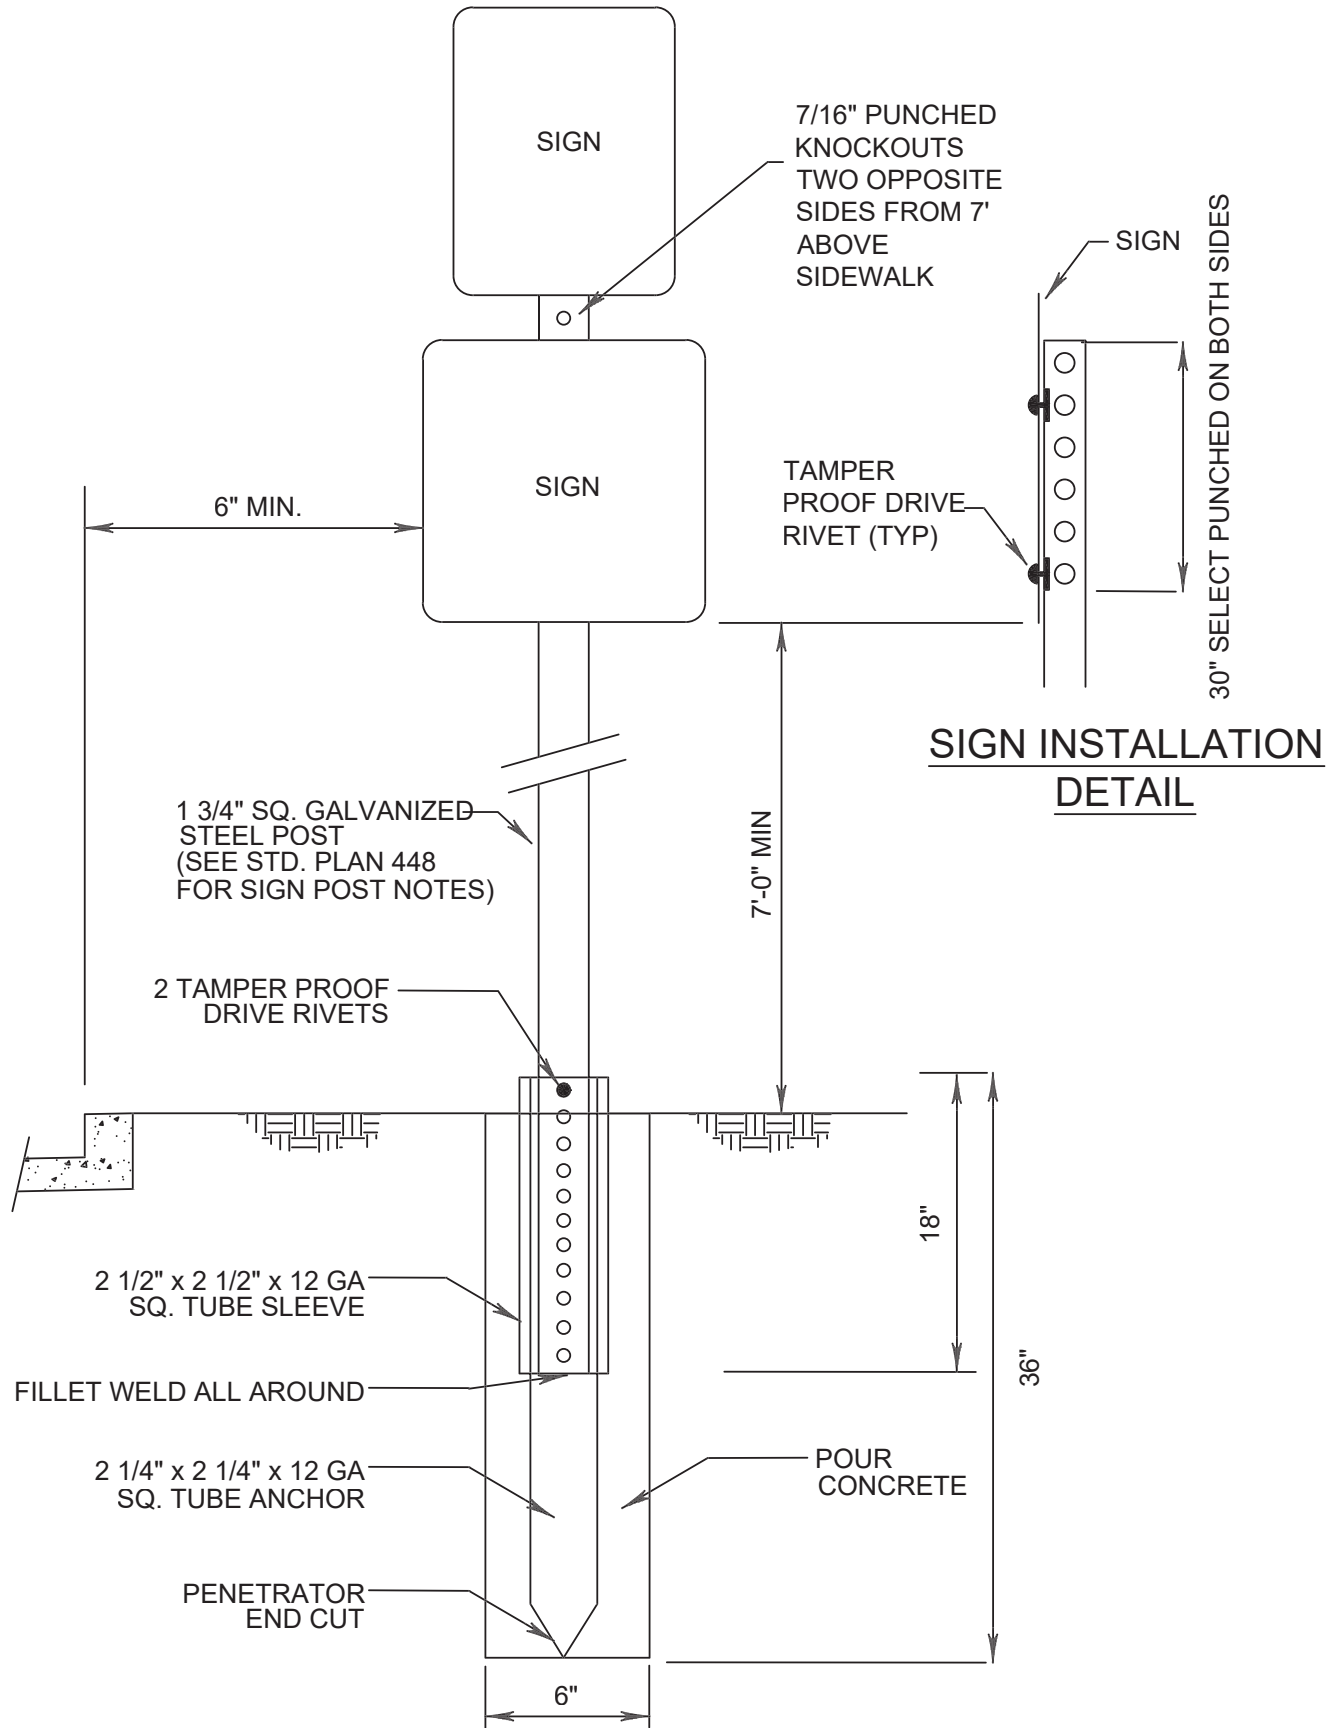 SIGN
7/16" PUNCHED
KNOCKOUTS
TWO OPPOSITE
SIDES FROM 7'
ABOVE
SIDEWALK
SIGN
30" SELECT PUNCHED ON BOTH SIDES
TAMPER
PROOF DRIVE
RIVET (TYP)
SIGN
6" MIN.
SIGN INSTALLATION
DETAIL
1 3/4" SQ. GALVANIZED
STEEL POST
(SEE STD. PLAN 448
FOR SIGN POST NOTES)
7'-0" MIN
2 TAMPER PROOF
DRIVE RIVETS
18"
36"
2 1/2" x 2 1/2" x 12 GA
SQ. TUBE SLEEVE
FILLET WELD ALL AROUND
2 1/4" x 2 1/4" x 12 GA
SQ. TUBE ANCHOR
POUR
CONCRETE
PENETRATOR
END CUT
6"